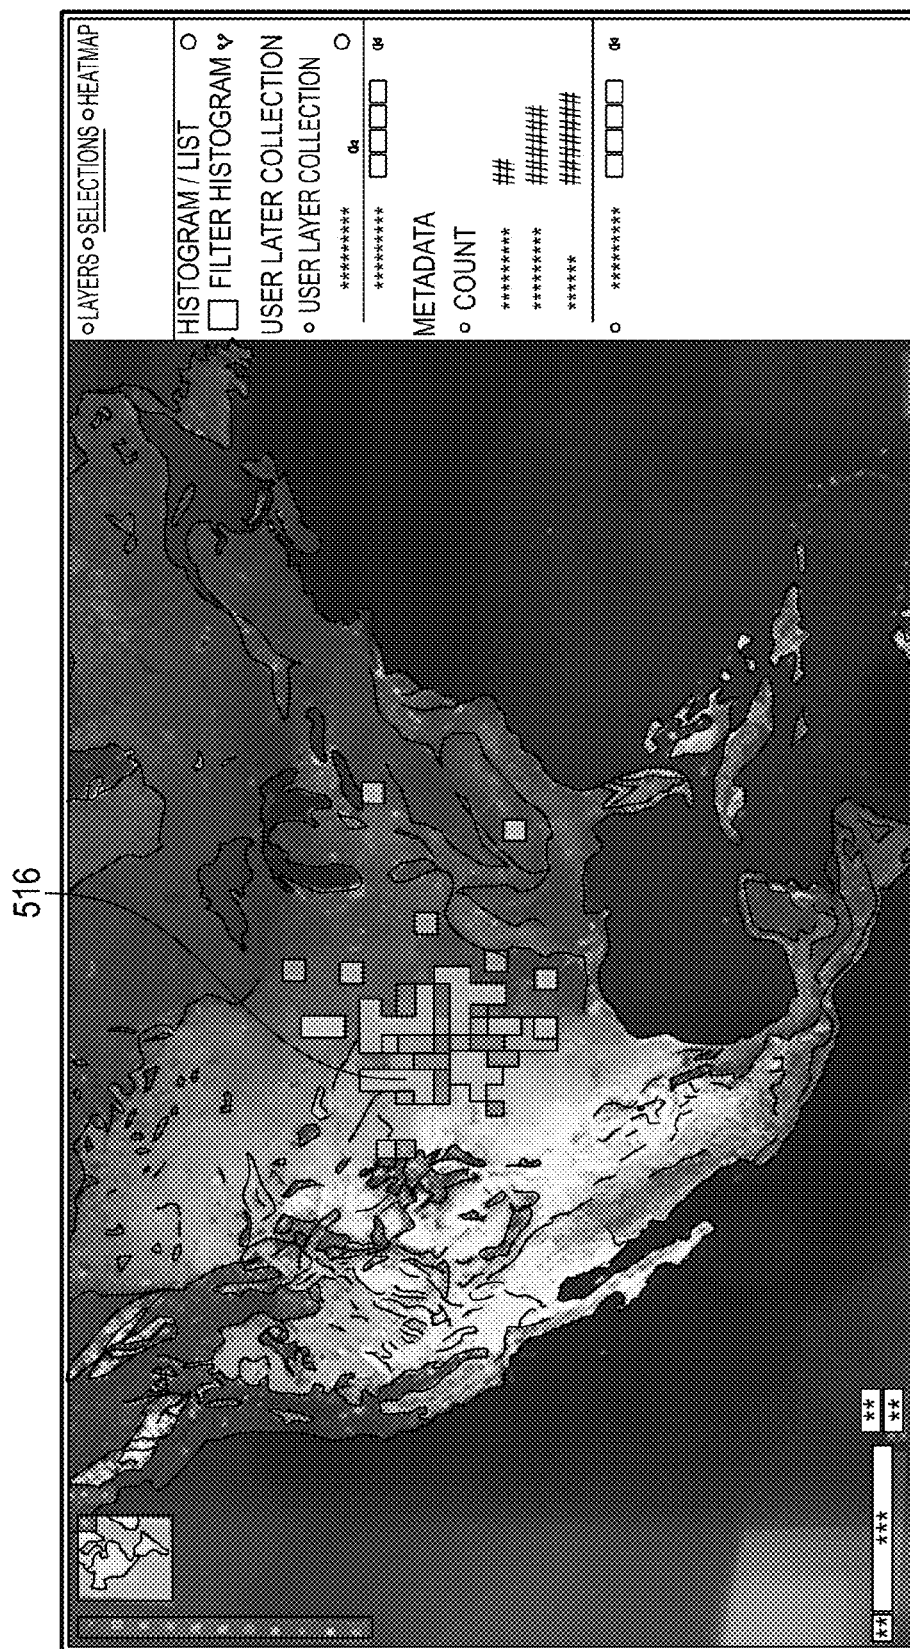 516
○LAYERS ○SELECTIONS ○HEATMAP
HISTOGRAM / LIST
FILTER HISTOGRAM
USER LATER COLLECTION
○ USER LAYER COLLECTION
*********
*********
METADATA
○ COUNT
********* ##
********* #######
****** ########
○ *********
**
***
**
**